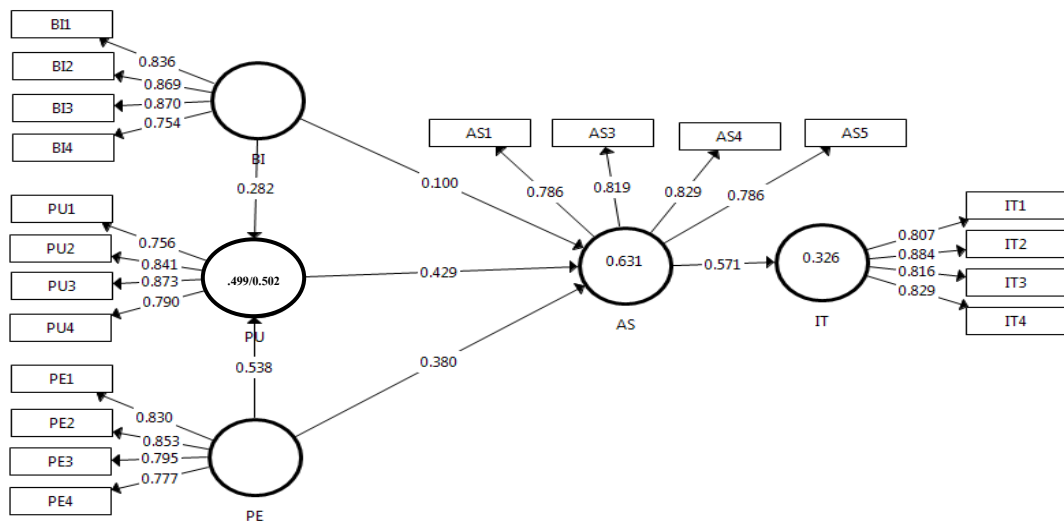 BI1
BI2
BI3
BI4
0.836
0.869
0.870
0.754
BI
0.282
0.100
AS1
AS3
AS4
AS5
0.786
0.819
0.829
0.786
PU1
PU2
PU3
PU4
0.756
0.841
0.873
0.790
.499/0.502
PU
0.429
0.631
AS
0.571
0.326
IT
0.807
0.884
0.816
0.829
IT1
IT2
IT3
IT4
0.538
0.380
PE1
PE2
PE3
PE4
0.830
0.853
0.795
0.777
PE